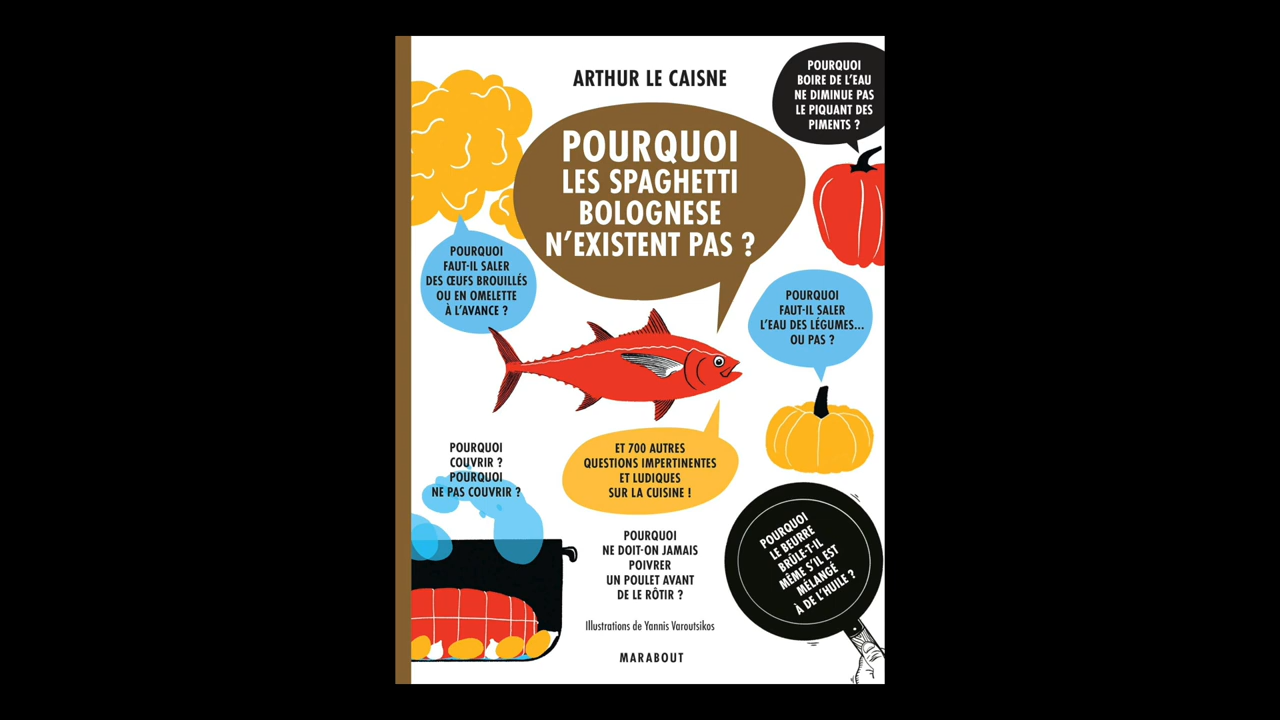 ARTHUR LE CAISNE
POURQUOI
BOIRE DE L'EAU
NE DIMINUE PAS
LE PIQUANT DES
PIMENTS ?
POURQUOI
LES SPAGHETTI
BOLOGNESE
N'EXISTENT PAS ?
POURQUOI
FAUT-IL SALER
DES ŒUFS BROUILLÉS
OU EN OMELETTE
À L'AVANCE ?
POURQUOI
FAUT-IL SALER
L'EAU DES LÉGUMES...
OU PAS ?
POURQUOI
COUVRIR ?
POURQUOI
NE PAS COUVRIR ?
ET 700 AUTRES
QUESTIONS IMPERTINENTES
ET LUDIQUES
SUR LA CUISINE !
POURQUOI
NE DOIT-ON JAMAIS
POIVRER
UN POULET AVANT
DE LE RÔTIR ?
POURQUOI
LE BEURRE
BRÛLE-T-IL
MÊME S'IL EST
MÉLANGÉ
À DE L'HUILE ?
Illustrations de Yannis Varoutsikos
MARABOUT